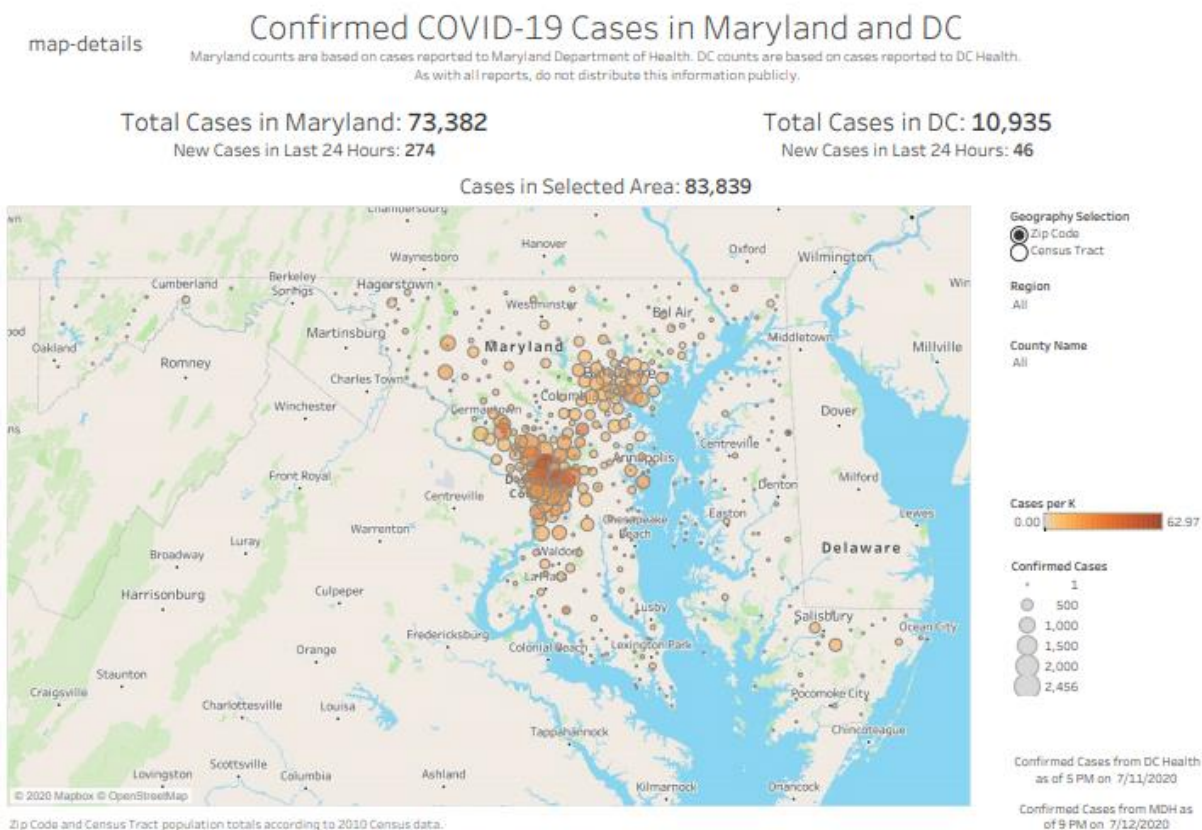 map-details
Confirmed COVID-19 Cases in Maryland and DC
Maryland counts are based on cases reported to Maryland Department of Health. DC counts are based on cases reported to DC Health.
As with all reports, do not distribute this information publicly.
Total Cases in Maryland: 73,382
New Cases in Last 24 Hours: 274
Total Cases in DC: 10,935
New Cases in Last 24 Hours: 46
Cases in Selected Area: 83,839
Chambersburg
Hanover
Oxford
Waynesboro
Wilmington
Cumberland
Berkeley
Springs
Hagerstown
Westminster
Bel Air
Martinsburg
Maryland
Middletown
Millville
Oakland
Romney
Charles Town
Winchester
Germantown
Dover
Centreville
Annapolis
Front Royal
Centreville
Denton
Milford
Warrenton
Chesapeake
Beach
Easton
Lewes
Luray
Broadway
Waldorf
Delaware
Harrisonburg
Culpeper
La Plata
Lusby
Salisbury
Ocean City
Fredericksburg
Orange
Colonial Beach
Lexington Park
Staunton
Craigsville
Charlottesville
Louisa
Pocomoke City
Tappahannock
Chincoteague
Lovingston
Scottsville
Columbia
Ashland
Kilmarnock
Onancock
© 2020 Mapbox © OpenStreetMap
Geography Selection
Zip Code
Census Tract
Region
All
County Name
All
Cases per K
0.00 62.97
Confirmed Cases
1
500
1,000
1,500
2,000
2,456
Confirmed Cases from DC Health
as of 5 PM on 7/11/2020
Confirmed Cases from MDH as
of 9 PM on 7/12/2020
Zip Code and Census Tract population totals according to 2010 Census data.